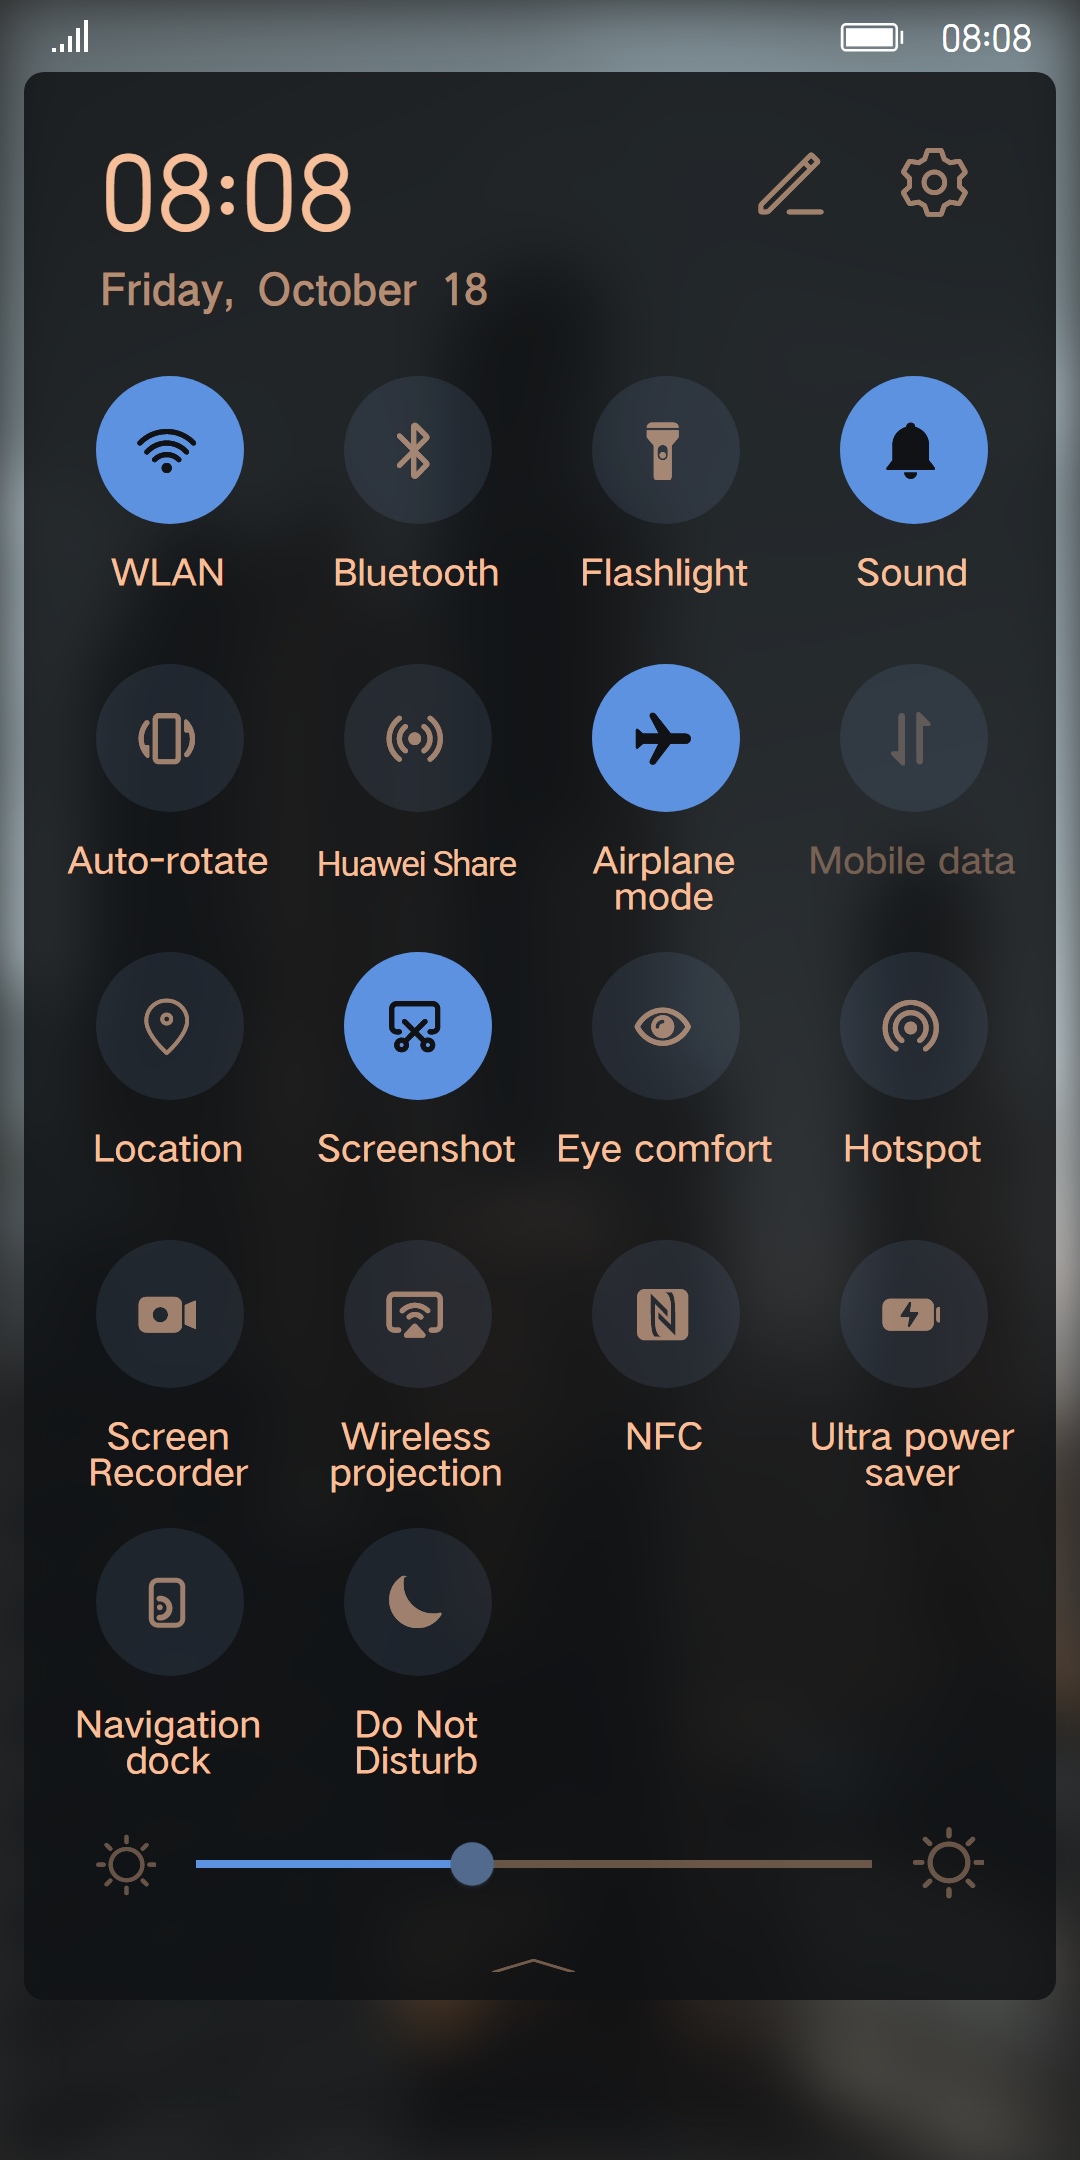 08:08
08:08
Friday, October 18
WLAN
Bluetooth
Flashlight
Sound
Auto-rotate
Huawei Share
Airplane
mode
Mobile data
Location
Screenshot
Eye comfort
Hotspot
Screen
Recorder
Wireless
projection
NFC
Ultra power
saver
Navigation
dock
Do Not
Disturb